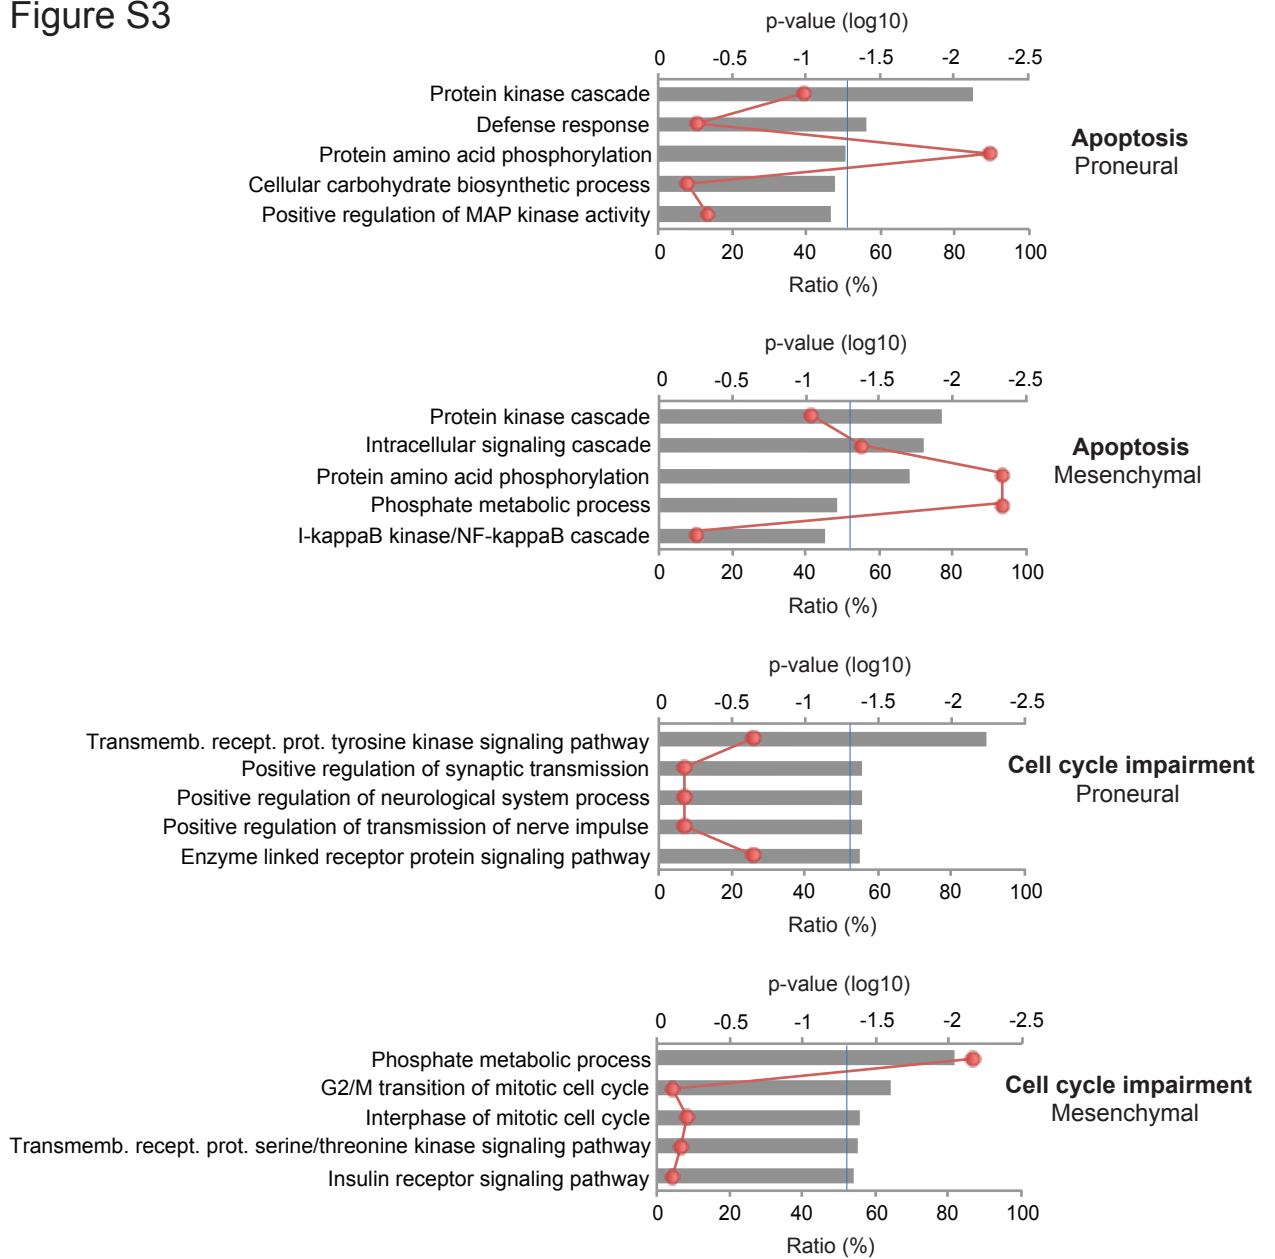 Figure S3
p-value (log10)
0 -0.5 -1 -1.5 -2 -2.5
Protein kinase cascade
Defense response
Protein amino acid phosphorylation
Cellular carbohydrate biosynthetic process
Positive regulation of MAP kinase activity
Apoptosis
Proneural
0 20 40 60 80 100
Ratio (%)
p-value (log10)
0 -0.5 -1 -1.5 -2 -2.5
Protein kinase cascade
Intracellular signaling cascade
Protein amino acid phosphorylation
Phosphate metabolic process
I-kappaB kinase/NF-kappaB cascade
Apoptosis
Mesenchymal
0 20 40 60 80 100
Ratio (%)
p-value (log10)
0 -0.5 -1 -1.5 -2 -2.5
Transmemb. recept. prot. tyrosine kinase signaling pathway
Positive regulation of synaptic transmission
Positive regulation of neurological system process
Positive regulation of transmission of nerve impulse
Enzyme linked receptor protein signaling pathway
Cell cycle impairment
Proneural
0 20 40 60 80 100
Ratio (%)
p-value (log10)
0 -0.5 -1 -1.5 -2 -2.5
Phosphate metabolic process
G2/M transition of mitotic cell cycle
Interphase of mitotic cell cycle
Transmemb. recept. prot. serine/threonine kinase signaling pathway
Insulin receptor signaling pathway
Cell cycle impairment
Mesenchymal
0 20 40 60 80 100
Ratio (%)